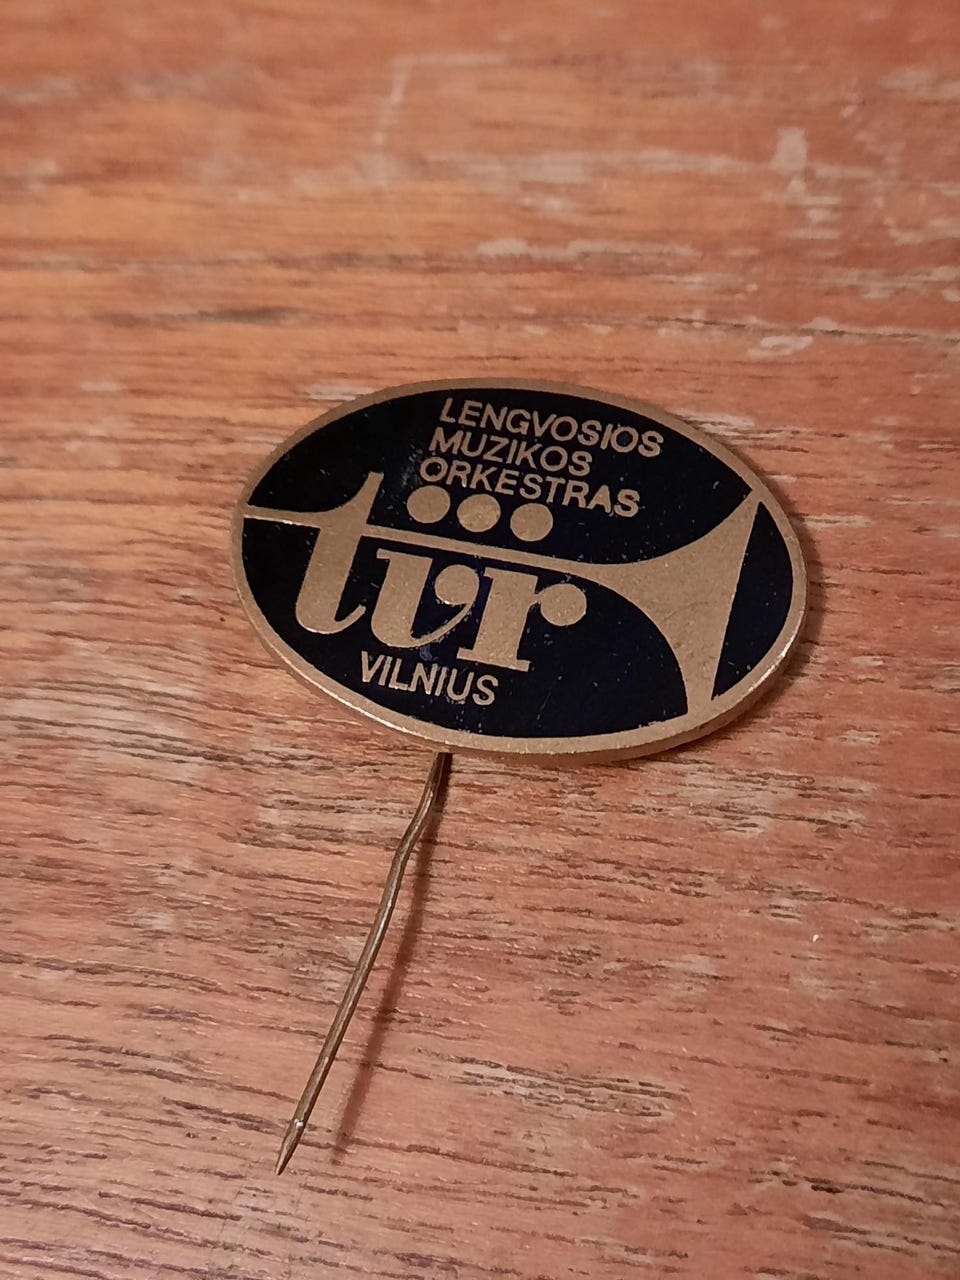 LENGVOSIOS
MUZIKOS
ORKESTRAS
tvr
VILNIUS